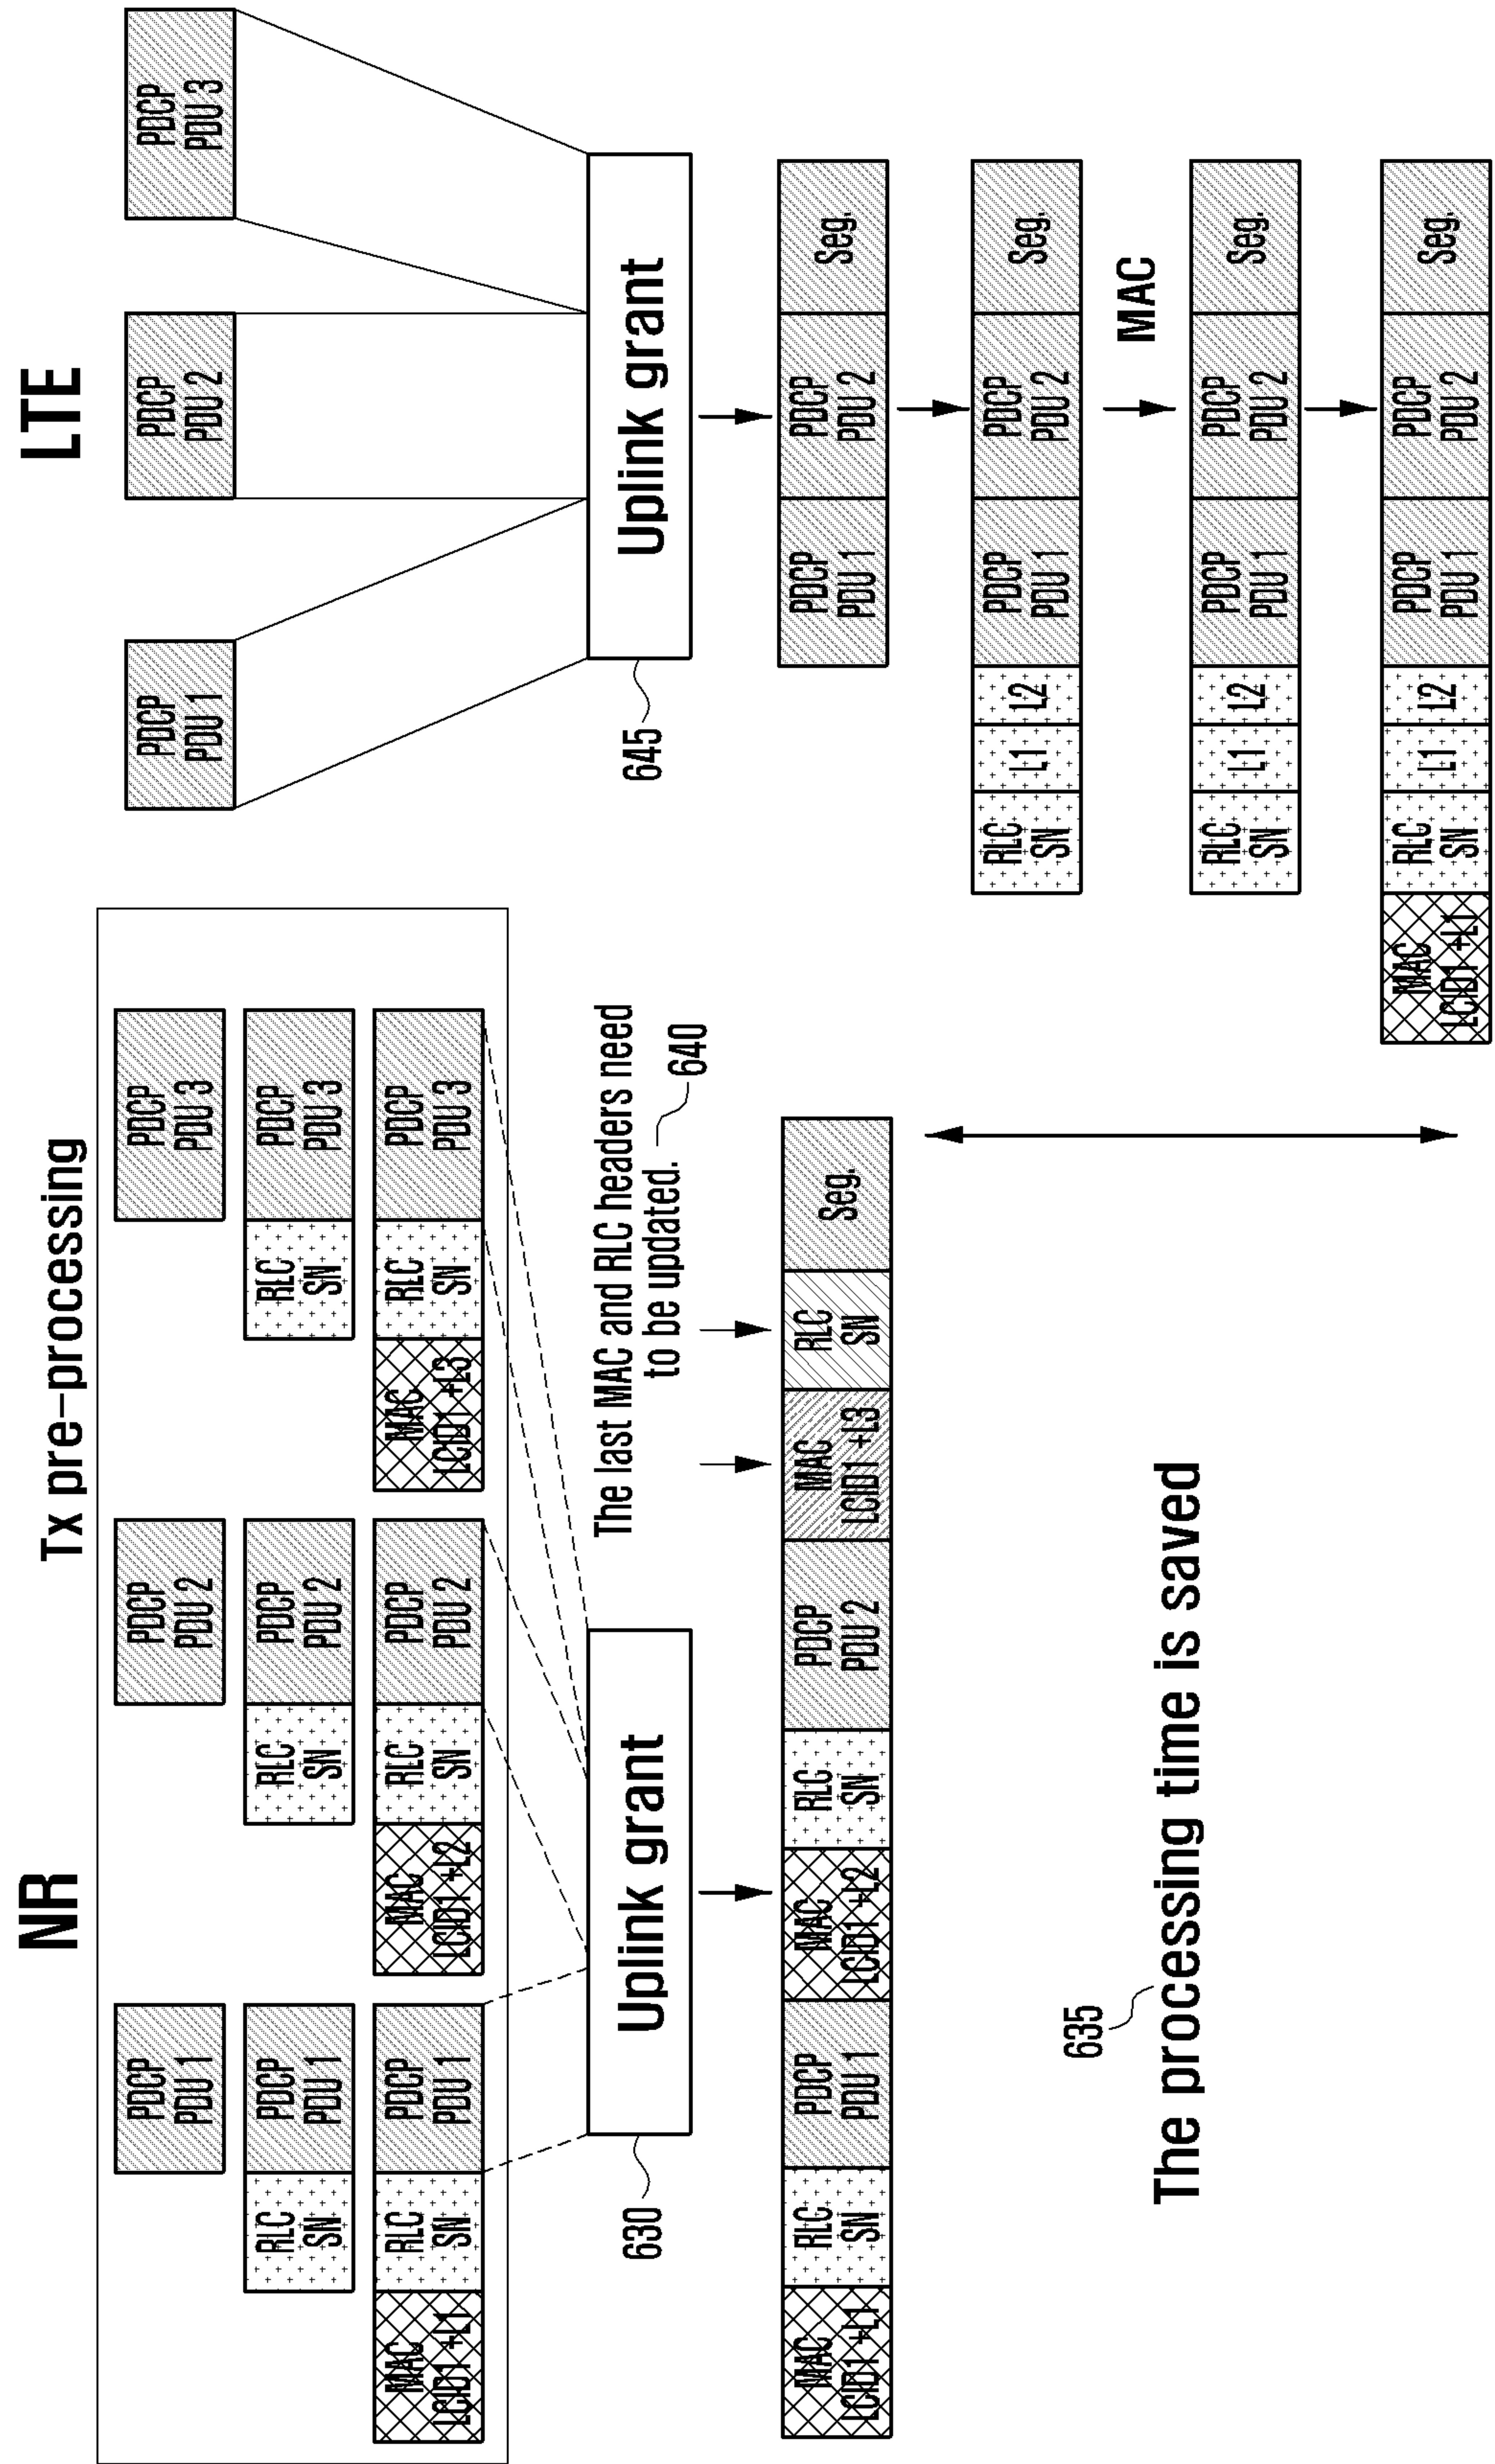 NR
Tx pre-processing
PDCP
PDU 1
PDCP
PDU 2
PDCP
PDU 3
RLC
SN
PDCP
PDU 1
RLC
SN
PDCP
PDU 2
RLC
SN
PDCP
PDU 3
MAC
LCID1 +L1
RLC
SN
PDCP
PDU 1
MAC
LCID1 +L2
RLC
SN
PDCP
PDU 2
MAC
LCID1 +L3
RLC
SN
PDCP
PDU 3
630
Uplink grant
The last MAC and RLC headers need
to be updated.
640
MAC
LCID1 +L1
RLC
SN
PDCP
PDU 1
MAC
LCID1 +L2
RLC
SN
PDCP
PDU 2
MAC
LCID1 +L3
RLC
SN
Seg.
635
The processing time is saved
LTE
PDCP
PDU 1
PDCP
PDU 2
PDCP
PDU 3
645
Uplink grant
PDCP
PDU 1
PDCP
PDU 2
Seg.
RLC
SN
L1
L2
PDCP
PDU 1
PDCP
PDU 2
Seg.
MAC
RLC
SN
L1
L2
PDCP
PDU 1
PDCP
PDU 2
Seg.
MAC
LCID1 +L1
RLC
SN
L1
L2
PDCP
PDU 1
PDCP
PDU 2
Seg.